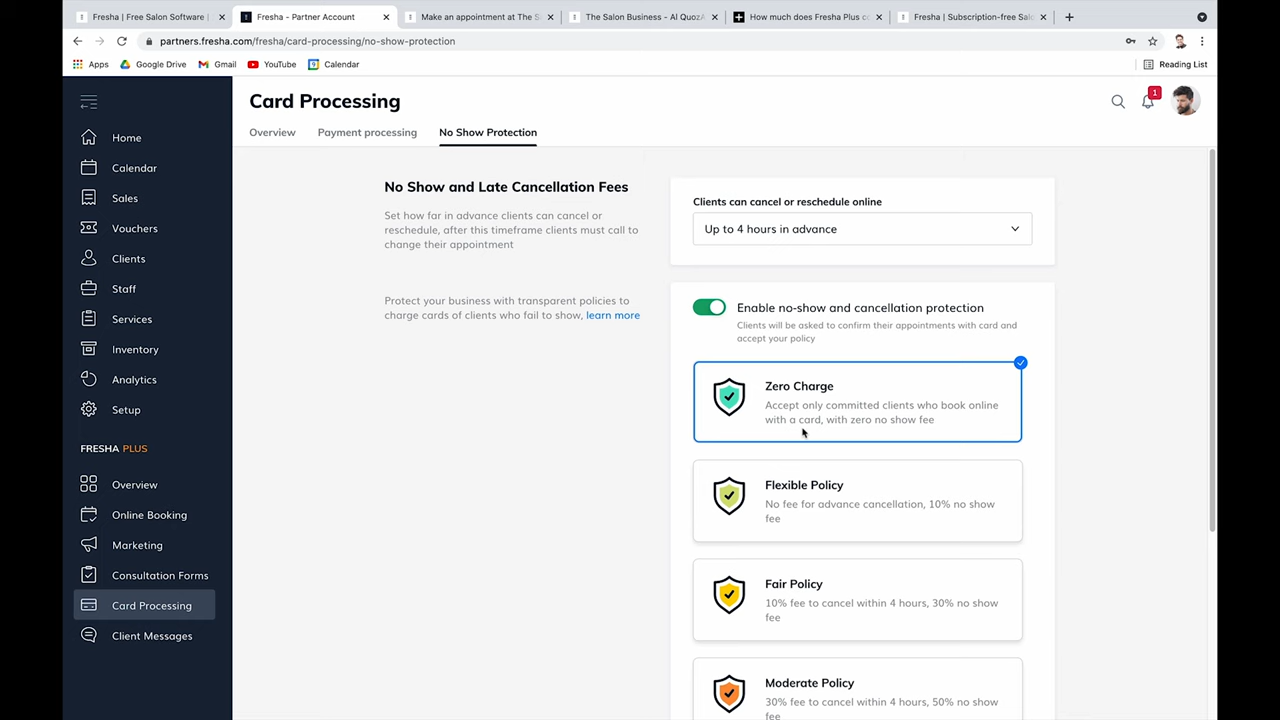 Fresha | Free Salon Software |
Fresha - Partner Account
Make an appointment at The S
The Salon Business - AI QuozA
How much does Fresha Plus co
Fresha | Subscription-free Salo
partners.fresha.com/fresha/card-processing/no-show-protection
Apps
Google Drive
Gmail
YouTube
Calendar
Reading List
Home
Calendar
Sales
Vouchers
Clients
Staff
Services
Inventory
Analytics
Setup
FRESHA PLUS
Overview
Online Booking
Marketing
Consultation Forms
Card Processing
Client Messages
Card Processing
1
Overview
Payment processing
No Show Protection
No Show and Late Cancellation Fees
Set how far in advance clients can cancel or
reschedule, after this timeframe clients must call to
change their appointment
Protect your business with transparent policies to
charge cards of clients who fail to show, learn more
Clients can cancel or reschedule online
Up to 4 hours in advance
Enable no-show and cancellation protection
Clients will be asked to confirm their appointments with card and
accept your policy
Zero Charge
Accept only committed clients who book online
with a card, with zero no show fee
Flexible Policy
No fee for advance cancellation, 10% no show
fee
Fair Policy
10% fee to cancel within 4 hours, 30% no show
fee
Moderate Policy
30% fee to cancel within 4 hours, 50% no show
fee